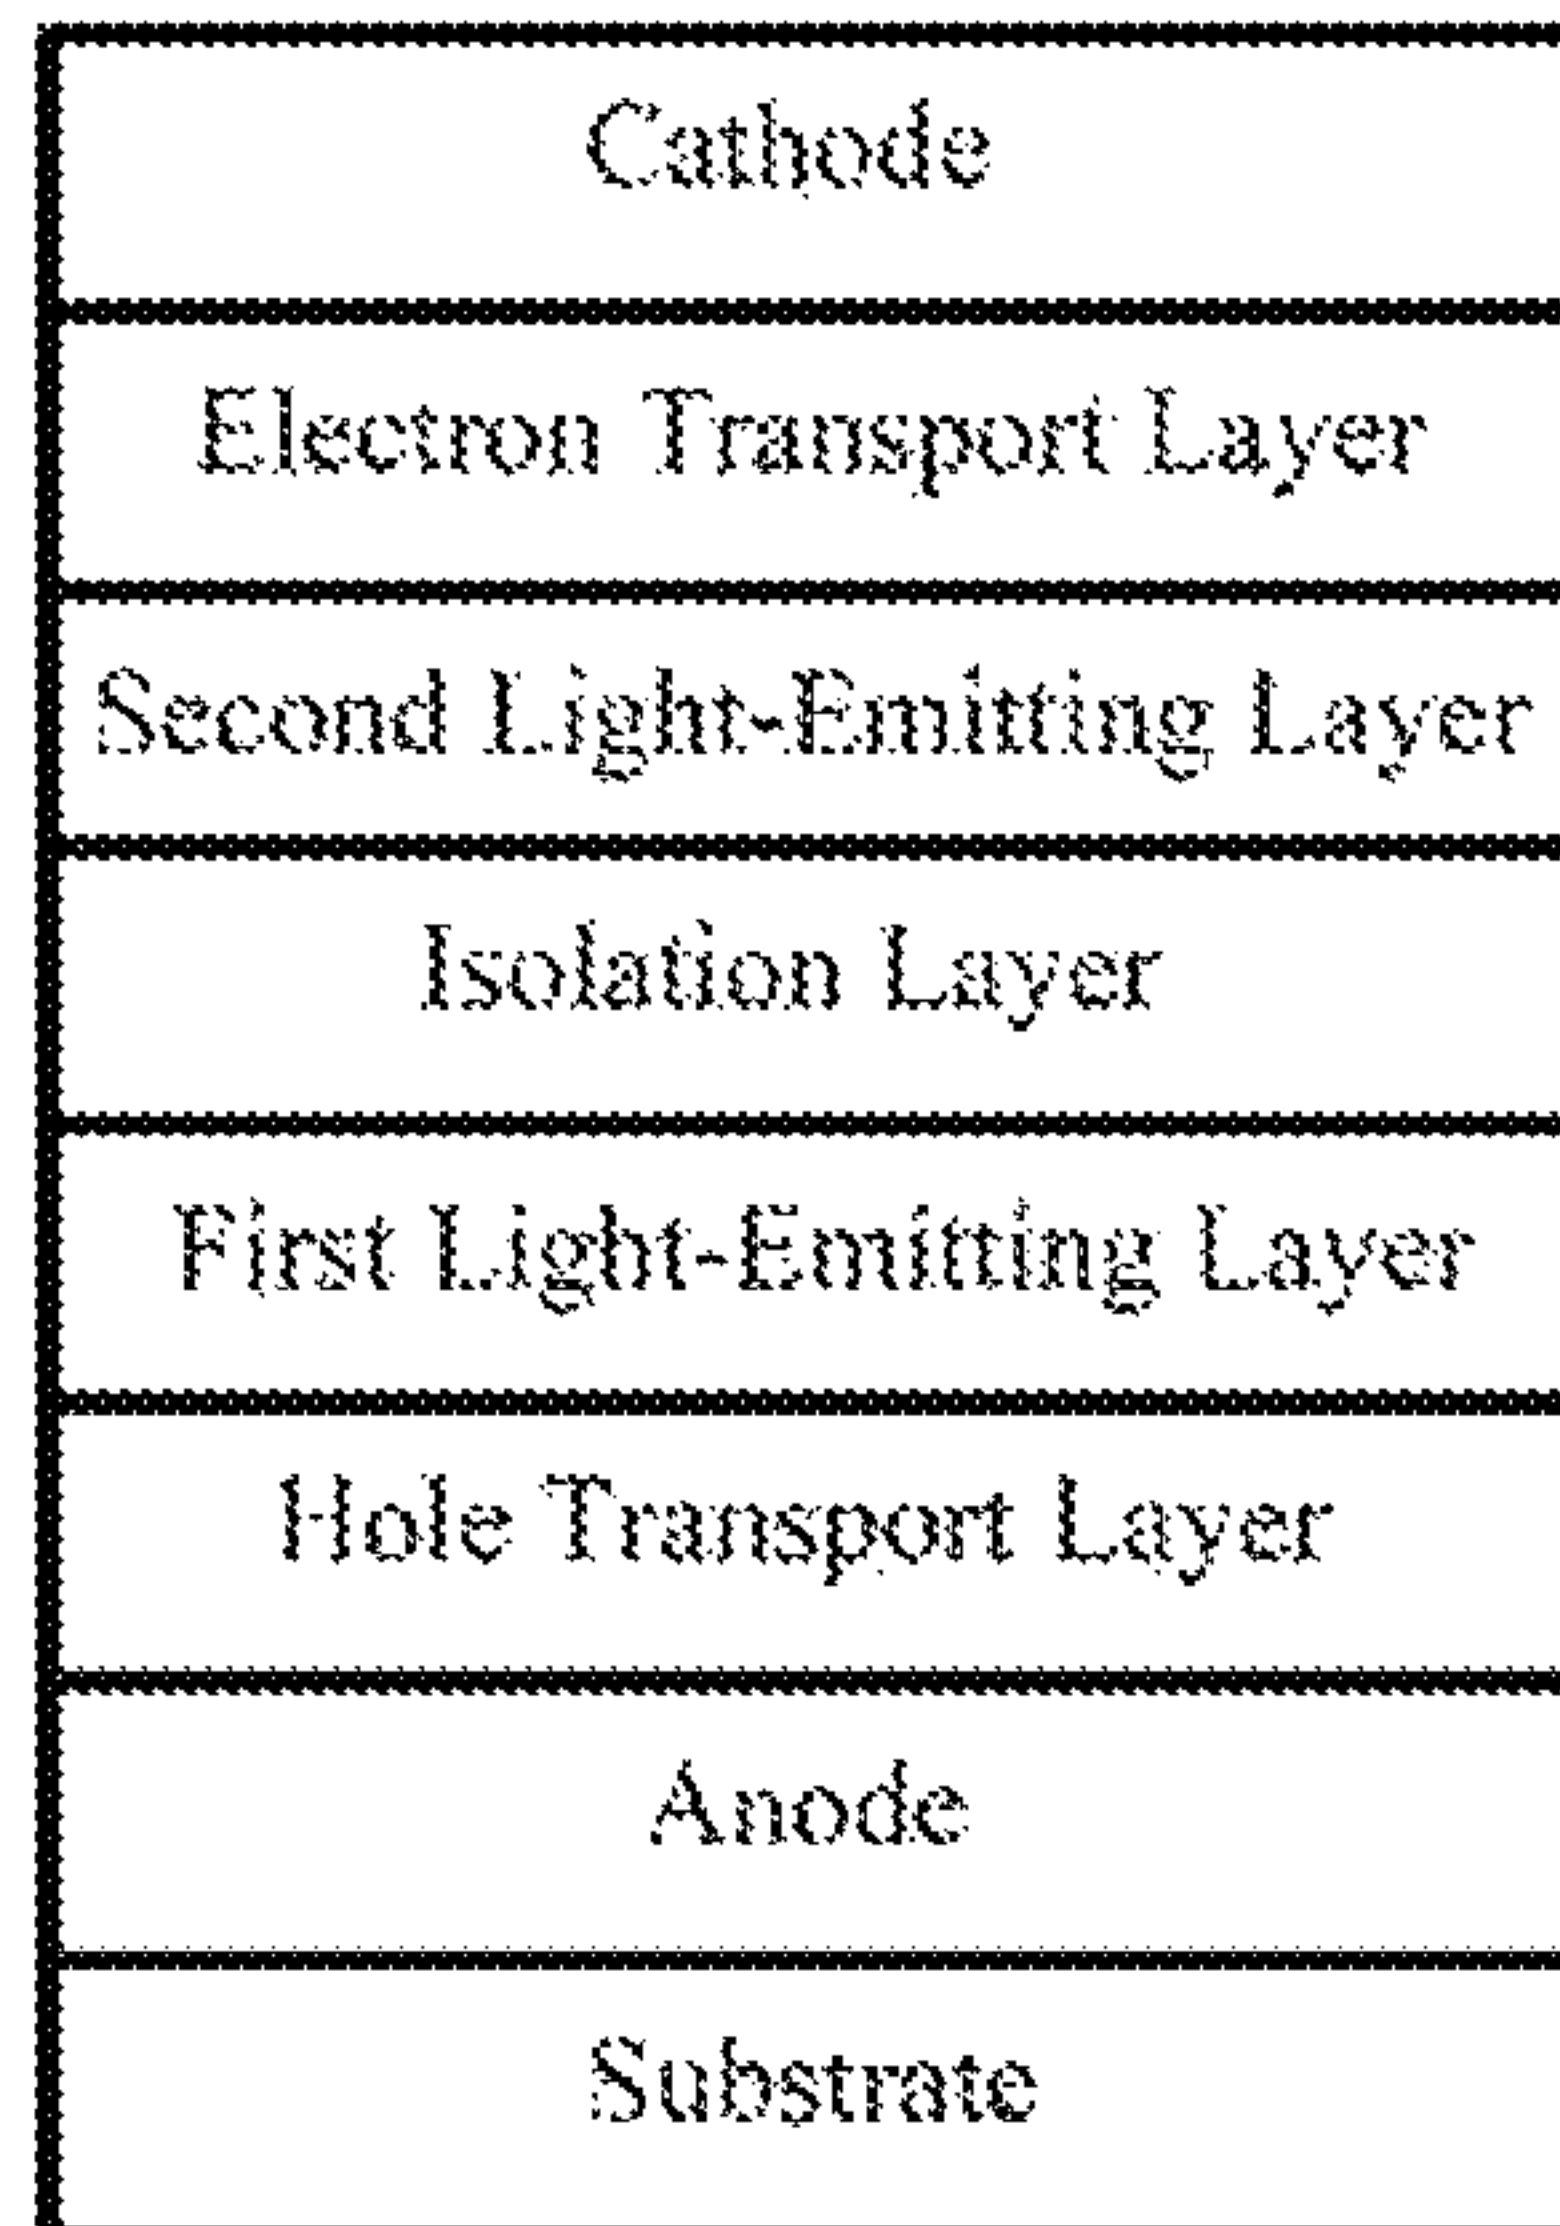 Cathode
Electron Transport Layer
Second Light-Emitting Layer
Isolation Layer
First Light-Emitting Layer
Hole Transport Layer
Anode
Substrate